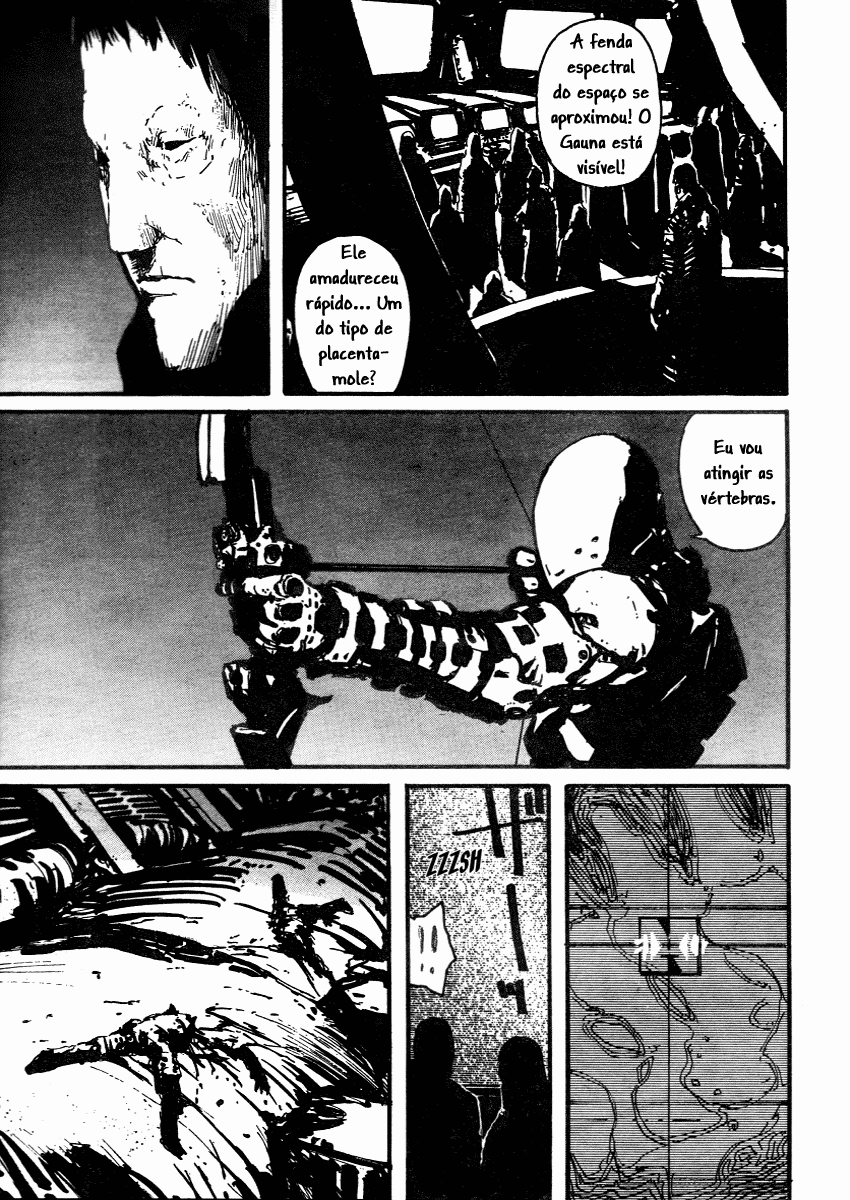 A fenda
espectral
do espaço se
aproximou! O
Gauna está
visível!
Ele
amadureceu
rápido... Um
do tipo de
placenta-
mole?
Eu vou
atingir as
vértebras.
ZZZSH
!!